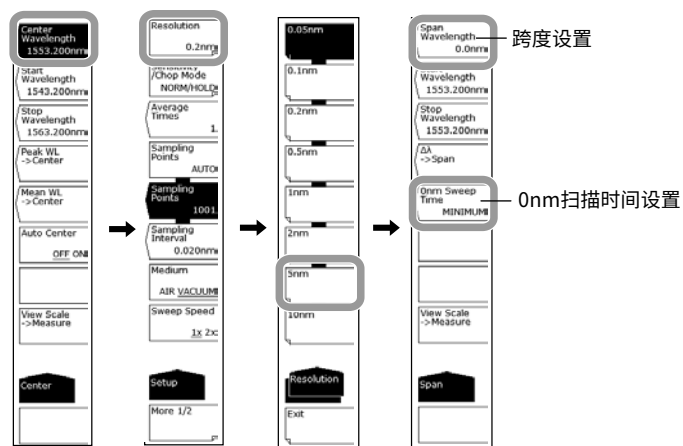 Center
Wavelength
1553.200nm
Start
Wavelength
1543.200nm
Stop
Wavelength
1563.200nm
Peak WL
->Center
Mean WL
->Center
Auto Center
OFF ON
View Scale
->Measure
Center
Resolution
0.2nm
/Chop Mode
NORM/HOLD
Average
Times
1
Sampling
Points
AUTO
Sampling
Points
1001
Sampling
Interval
0.020nm
Medium
AIR VACUUM
Sweep Speed
1x 2x
Setup
More 1/2
0.05nm
0.1nm
0.2nm
0.5nm
1nm
2nm
5nm
10nm
Resolution
Exit
Span
Wavelength
0.0nm
跨度设置
Wavelength
1553.200nm
Stop
Wavelength
1553.200nm
Δλ
->Span
0nm Sweep
Time
MINIMUM
0nm扫描时间设置
View Scale
->Measure
Span